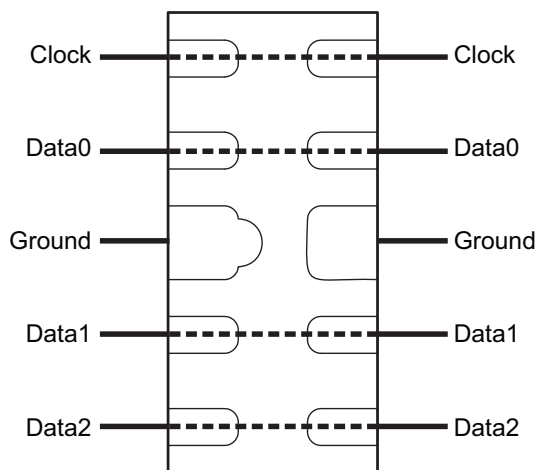 Clock Clock
Data0 Data0
Ground Ground
Data1 Data1
Data2 Data2